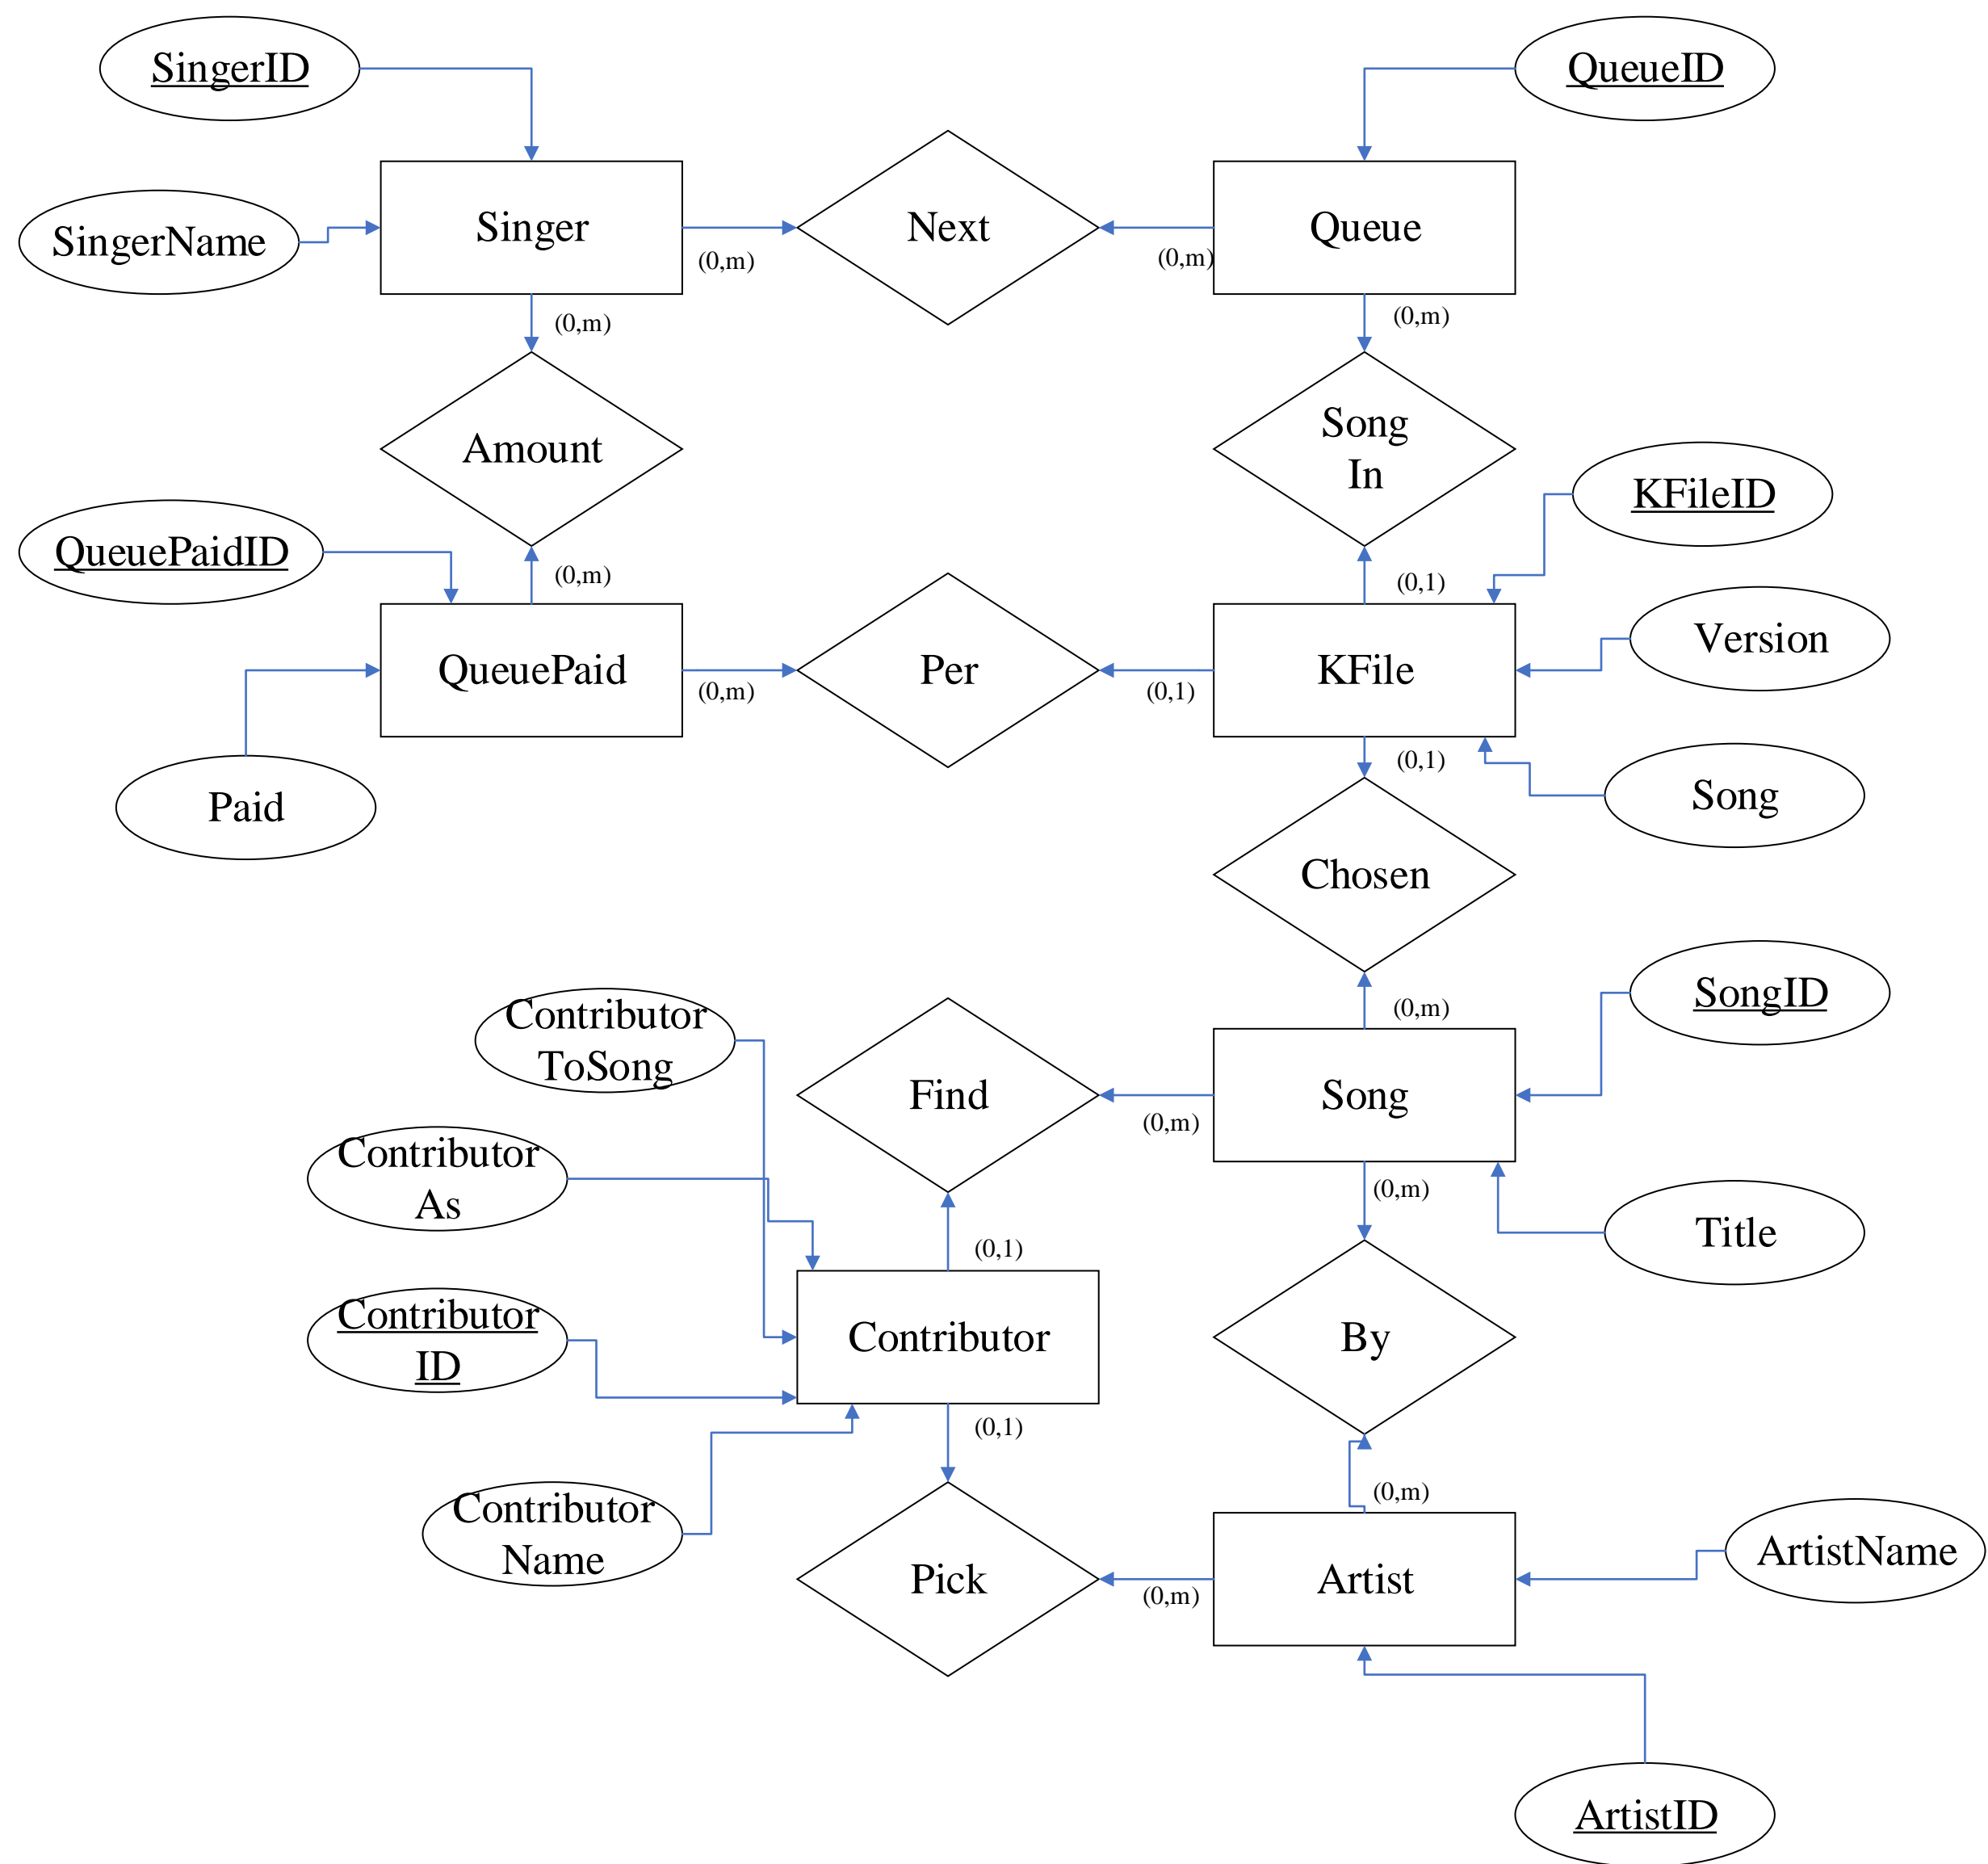 SingerID
QueueID
SingerName
Singer
Next
Queue
(0,m)
(0,m)
(0,m)
(0,m)
Amount
Song
In
KFileID
QueuePaidID
(0,m)
(0,1)
Version
QueuePaid
Per
KFile
(0,m)
(0,1)
(0,1)
Paid
Song
Chosen
SongID
Contributor
ToSong
(0,m)
Find
Song
(0,m)
Contributor
As
(0,m)
Title
(0,1)
Contributor
ID
Contributor
By
(0,1)
Contributor
Name
(0,m)
ArtistName
Pick
Artist
(0,m)
ArtistID